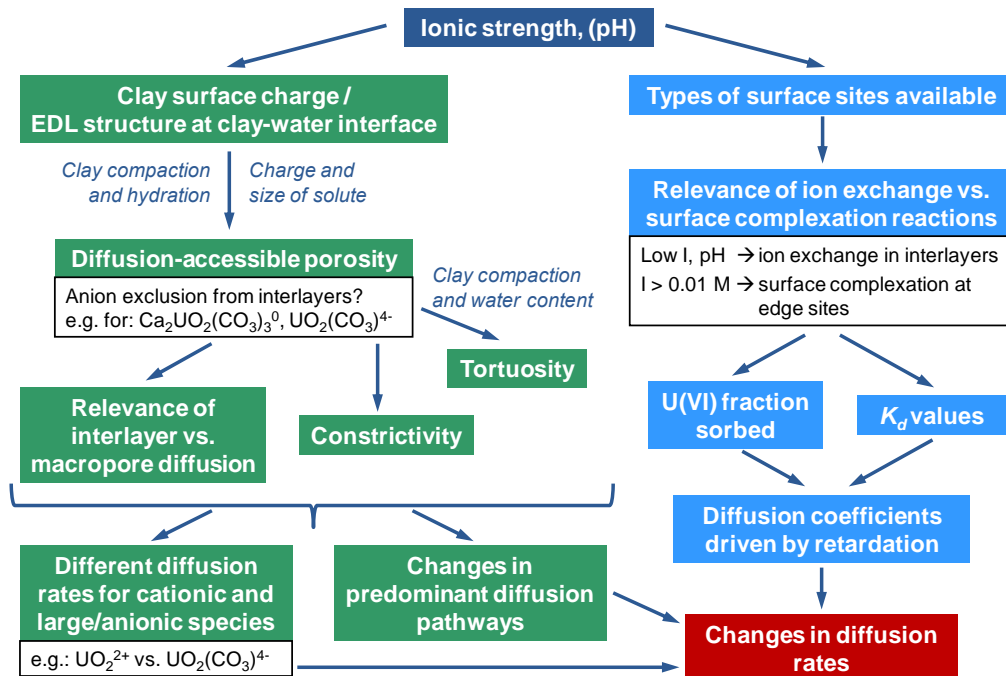 Ionic strength, (pH)
Clay surface charge /
EDL structure at clay-water interface
Types of surface sites available
Clay compaction
and hydration
Charge and
size of solute
Relevance of ion exchange vs.
surface complexation reactions
Low I, pH → ion exchange in interlayers
I > 0.01 M → surface complexation at
edge sites
Diffusion-accessible porosity
Anion exclusion from interlayers?
e.g. for: Ca₂UO₂(CO₃)₃⁰, UO₂(CO₃)⁴⁻
Clay compaction
and water content
Tortuosity
Relevance of
interlayer vs.
macropore diffusion
Constrictivity
U(VI) fraction
sorbed
K_d values
Diffusion coefficients
driven by retardation
Different diffusion
rates for cationic and
large/anionic species
e.g.: UO₂²⁺ vs. UO₂(CO₃)⁴⁻
Changes in
predominant diffusion
pathways
Changes in diffusion
rates